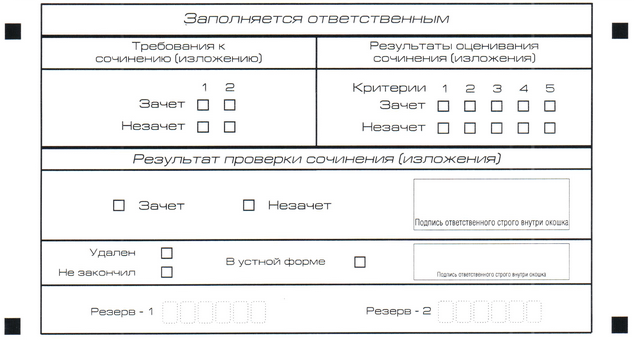 Заполняется ответственным
Требования к
сочинению (изложению)
1 2
Зачет
Незачет
Результаты оценивания
сочинения (изложения)
Критерии 1 2 3 4 5
Зачет
Незачет
Результат проверки сочинения (изложения)
Зачет Незачет
Подпись ответственного строго внутри окошка
Удален
Не закончил
В устной форме
Подпись ответственного строго внутри окошка
Резерв - 1 Резерв - 2